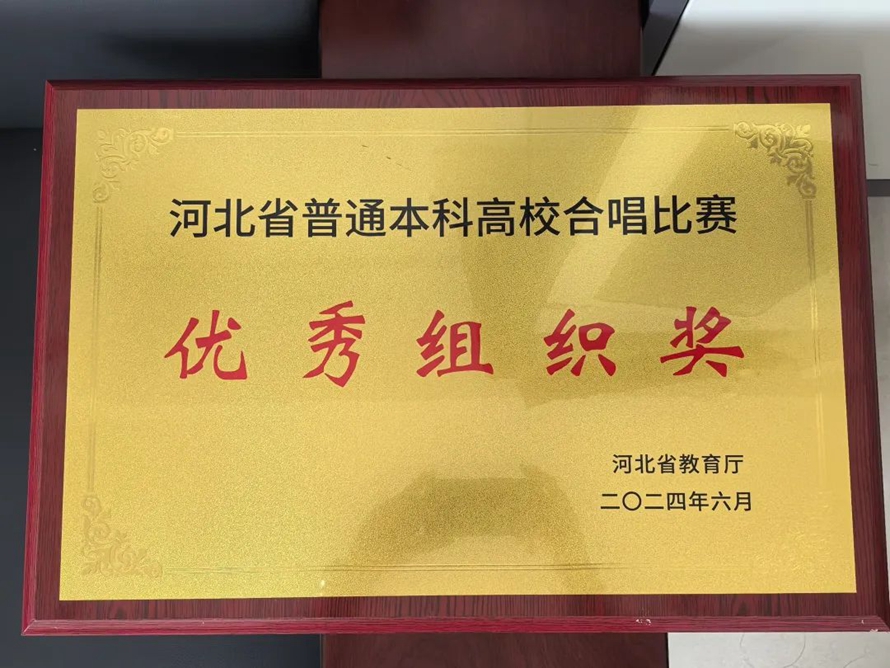 河北省普通本科高校合唱比赛
优秀组织奖
河北省教育厅
二〇二四年六月